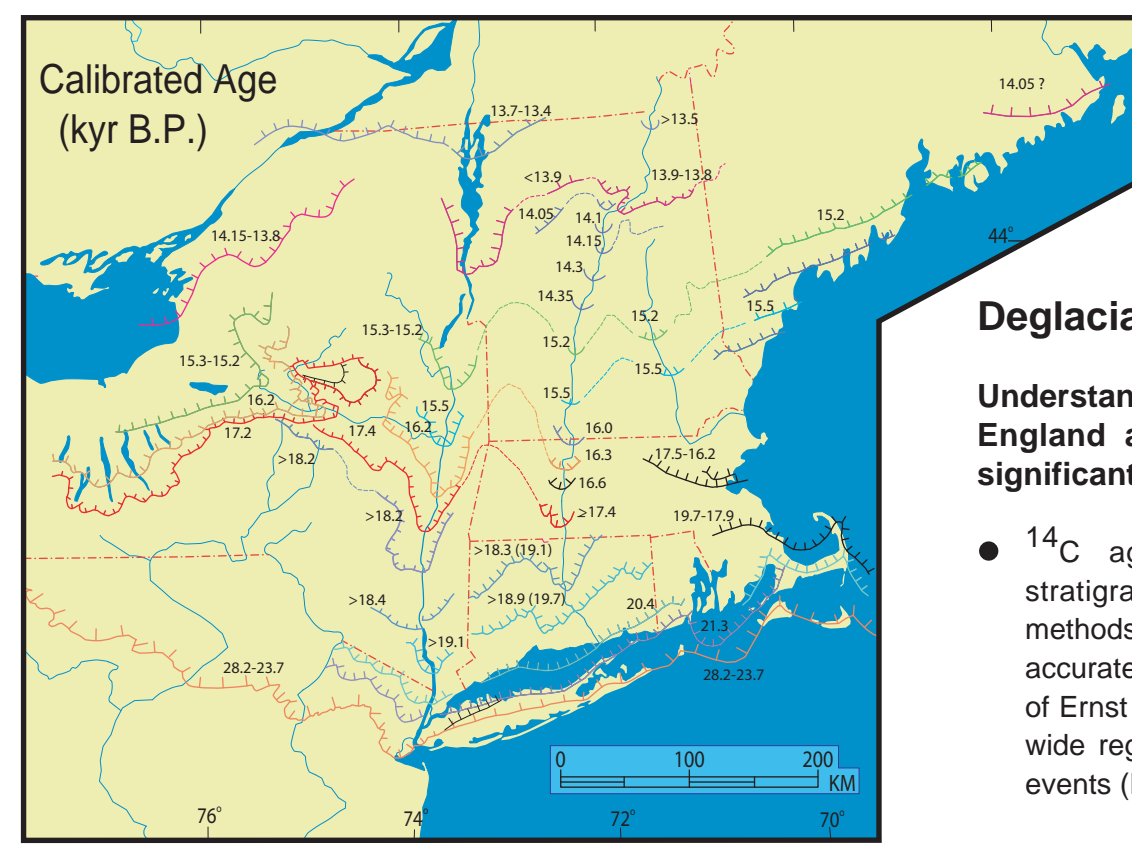 Calibrated Age
(kyr B.P.)
14.05 ?
13.7-13.4
>13.5
<13.9
13.9-13.8
14.05
14.1
15.2
44°
14.15-13.8
14.15
14.3
14.35
15.5
15.3-15.2
15.2
15.2
15.3-15.2
15.5
15.5
16.2
15.5
16.2
17.2
17.4
16.0
16.3
17.5-16.2
>18.2
16.6
>17.4
>18.2
19.7-17.9
>18.3 (19.1)
>18.4
>18.9 (19.7)
20.4
21.3
>19.1
28.2-23.7
28.2-23.7
0 100 200
KM
76° 74° 72° 70°
Deglacia
Understan
England a
significant
● 14C ag
stratigra
methods
accurate
of Ernst
wide reg
events (